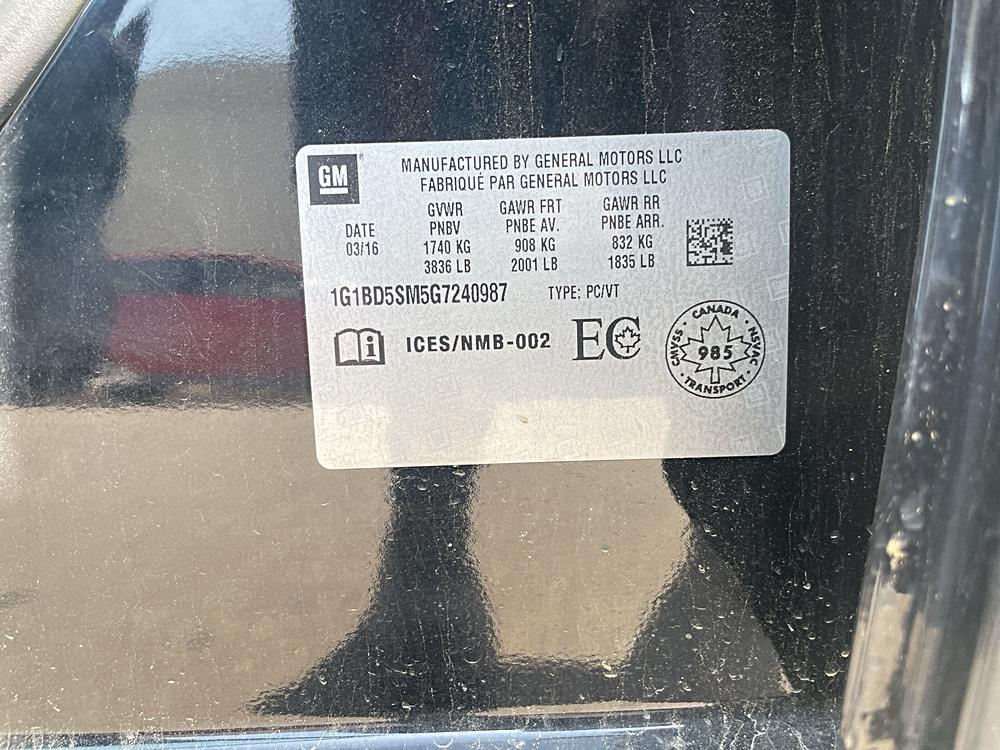 GM
MANUFACTURED BY GENERAL MOTORS LLC
FABRIQUÉ PAR GENERAL MOTORS LLC
DATE
03/16
GVWR
PNBV
1740 KG
3836 LB
GAWR FRT
PNBE AV.
908 KG
2001 LB
GAWR RR
PNBE ARR.
832 KG
1835 LB
1G1BD5SM5G7240987 TYPE: PC/VT
i ICES/NMB-002 EC
CANADA
CMVSS 985 NSVAC
TRANSPORT